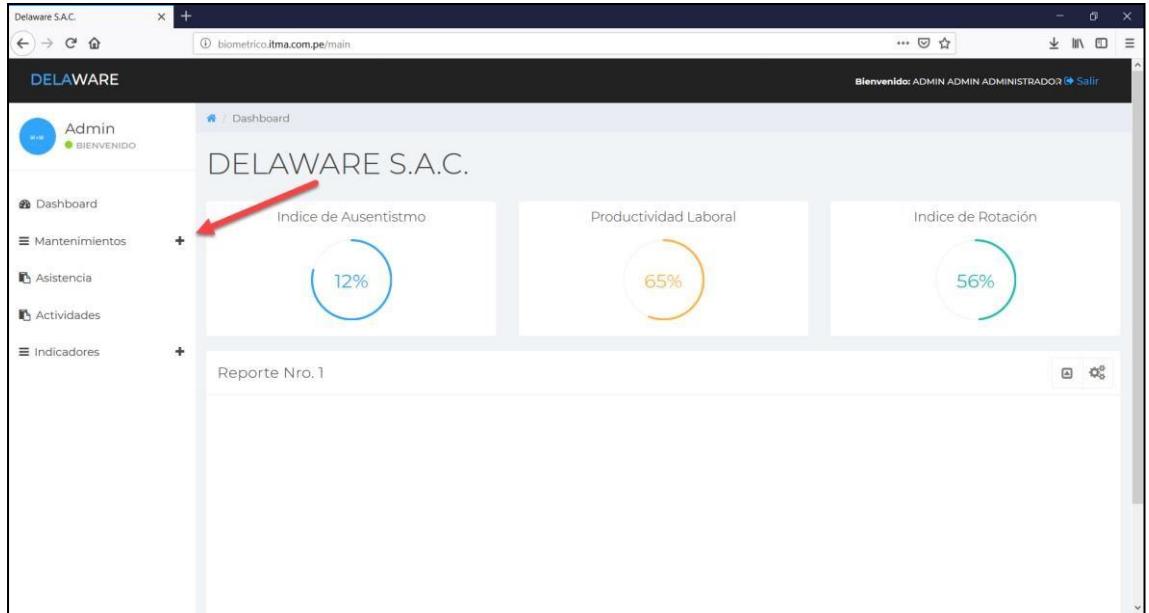 Delaware S.A.C.
biometrico.itma.com.pe/main
DELAWARE
Bienvenido: ADMIN ADMIN ADMINISTRADOR Salir
Admin
BIENVENIDO
/ Dashboard
DELAWARE S.A.C.
Dashboard
Mantenimientos
Asistencia
Actividades
Indicadores
Indice de Ausentistmo
12%
Productividad Laboral
65%
Indice de Rotación
56%
Reporte Nro. 1